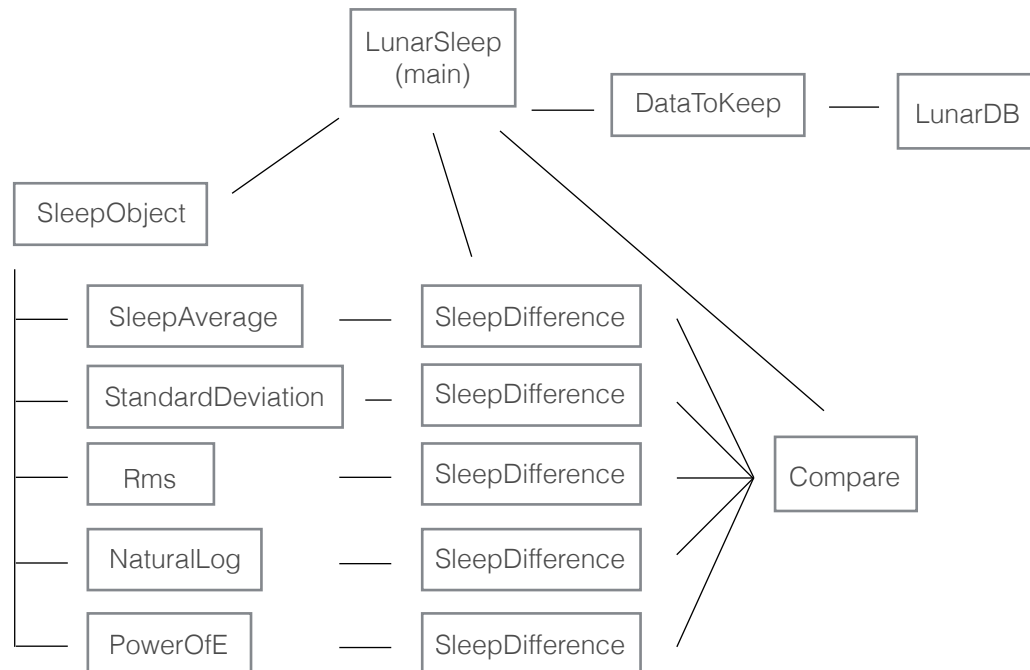 LunarSleep
(main)
DataToKeep
LunarDB
SleepObject
SleepAverage
SleepDifference
StandardDeviation
SleepDifference
Rms
SleepDifference
Compare
NaturalLog
SleepDifference
PowerOfE
SleepDifference